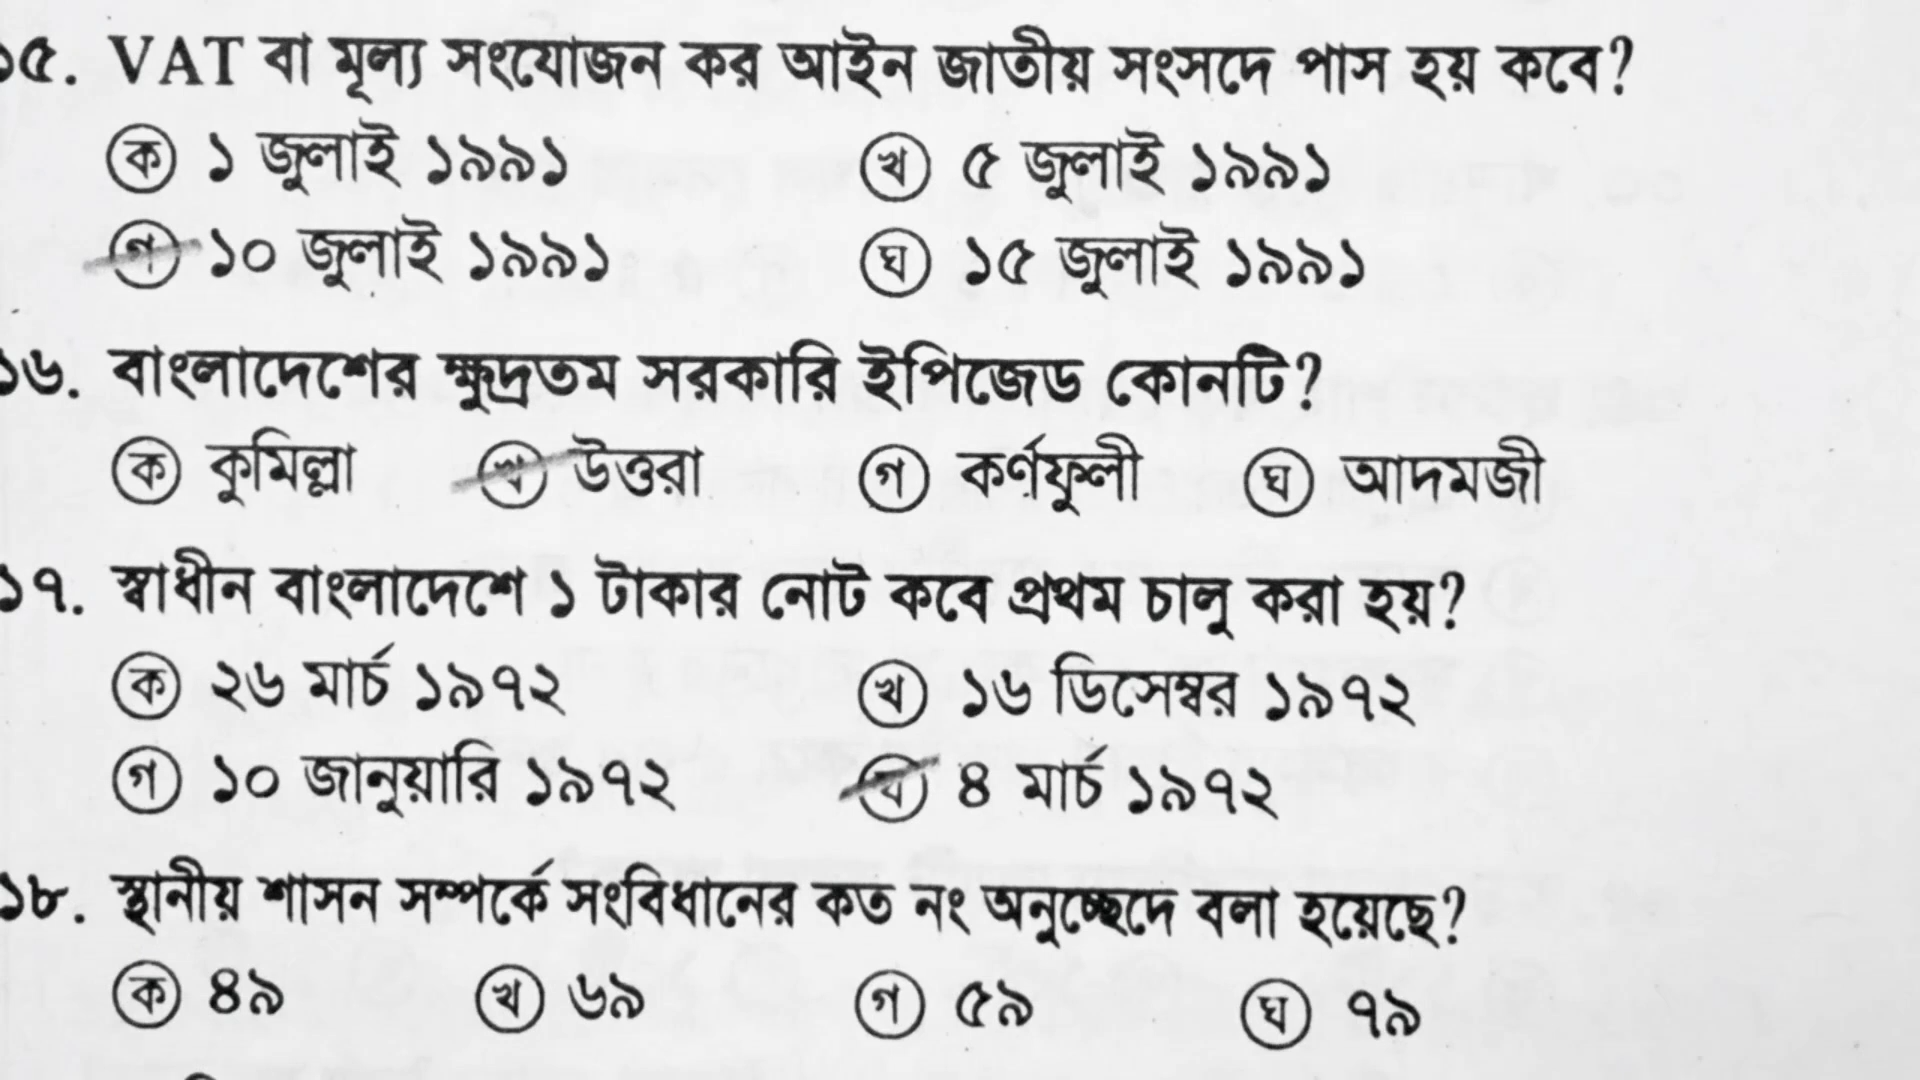 ১৫. VAT বা মূল্য সংযোজন কর আইন জাতীয় সংসদে পাস হয় কবে?
ক ১ জুলাই ১৯৯১ খ ৫ জুলাই ১৯৯১
গ ১০ জুলাই ১৯৯১ ঘ ১৫ জুলাই ১৯৯১
১৬. বাংলাদেশের ক্ষুদ্রতম সরকারি ইপিজেড কোনটি?
ক কুমিল্লা খ উত্তরা গ কর্ণফুলী ঘ আদমজী
১৭. স্বাধীন বাংলাদেশে ১ টাকার নোট কবে প্রথম চালু করা হয়?
ক ২৬ মার্চ ১৯৭২ খ ১৬ ডিসেম্বর ১৯৭২
গ ১০ জানুয়ারি ১৯৭২ ঘ ৪ মার্চ ১৯৭২
১৮. স্থানীয় শাসন সম্পর্কে সংবিধানের কত নং অনুচ্ছেদে বলা হয়েছে?
ক ৪৯ খ ৬৯ গ ৫৯ ঘ ৭৯